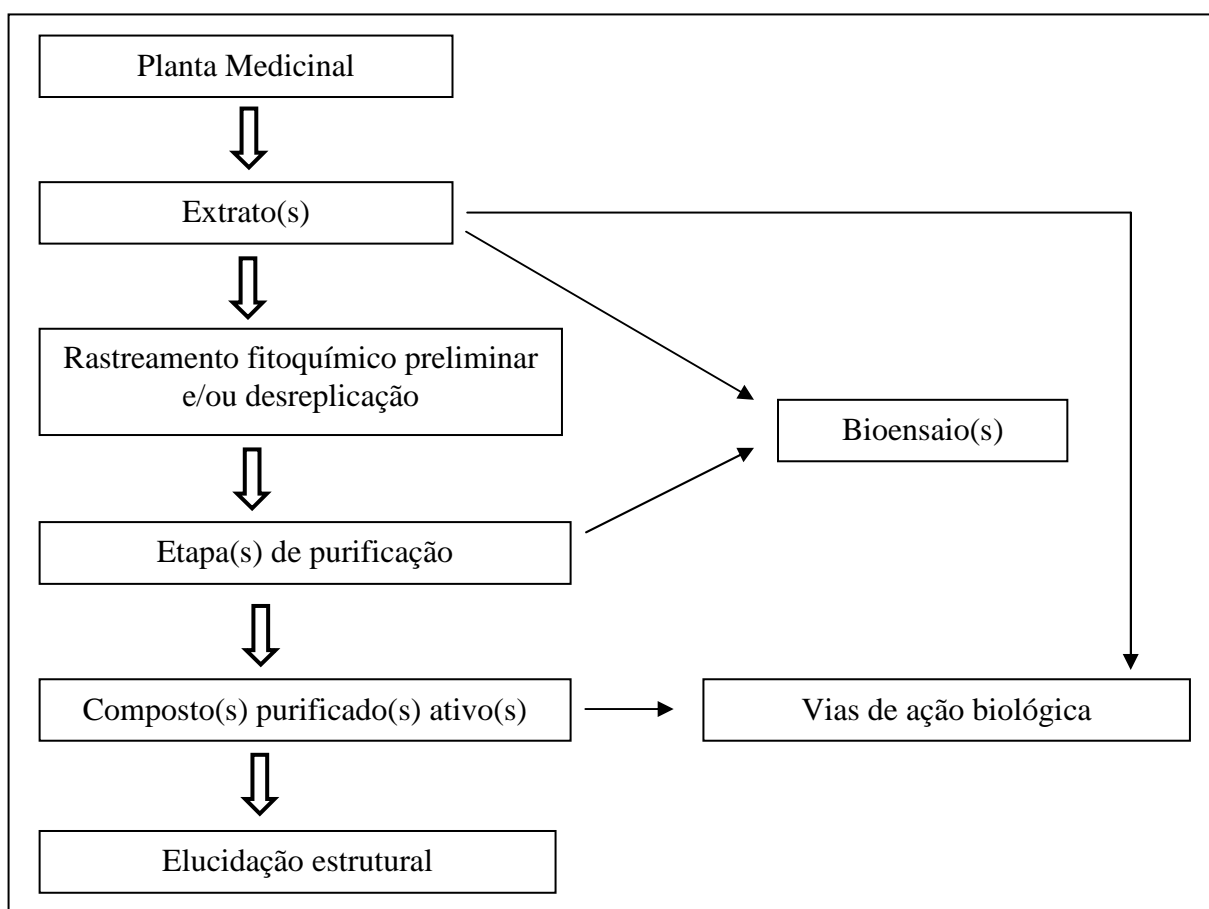 Planta Medicinal
Extrato(s)
Rastreamento fitoquímico preliminar
e/ou desreplicação
Bioensaio(s)
Etapa(s) de purificação
Composto(s) purificado(s) ativo(s)
Vias de ação biológica
Elucidação estrutural